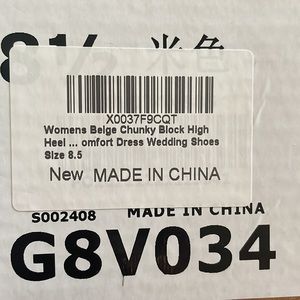 8½ 米色
X0037F9CQT
Womens Beige Chunky Block High
Heel ... omfort Dress Wedding Shoes
Size 8.5
New MADE IN CHINA
S002408 MADE IN CHINA
G8V034